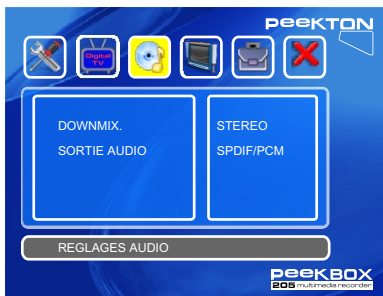 PEEKTON
Digital
TV
DOWNMIX. STEREO
SORTIE AUDIO SPDIF/PCM
REGLAGES AUDIO
PEEKBOX
205 multimedia recorder